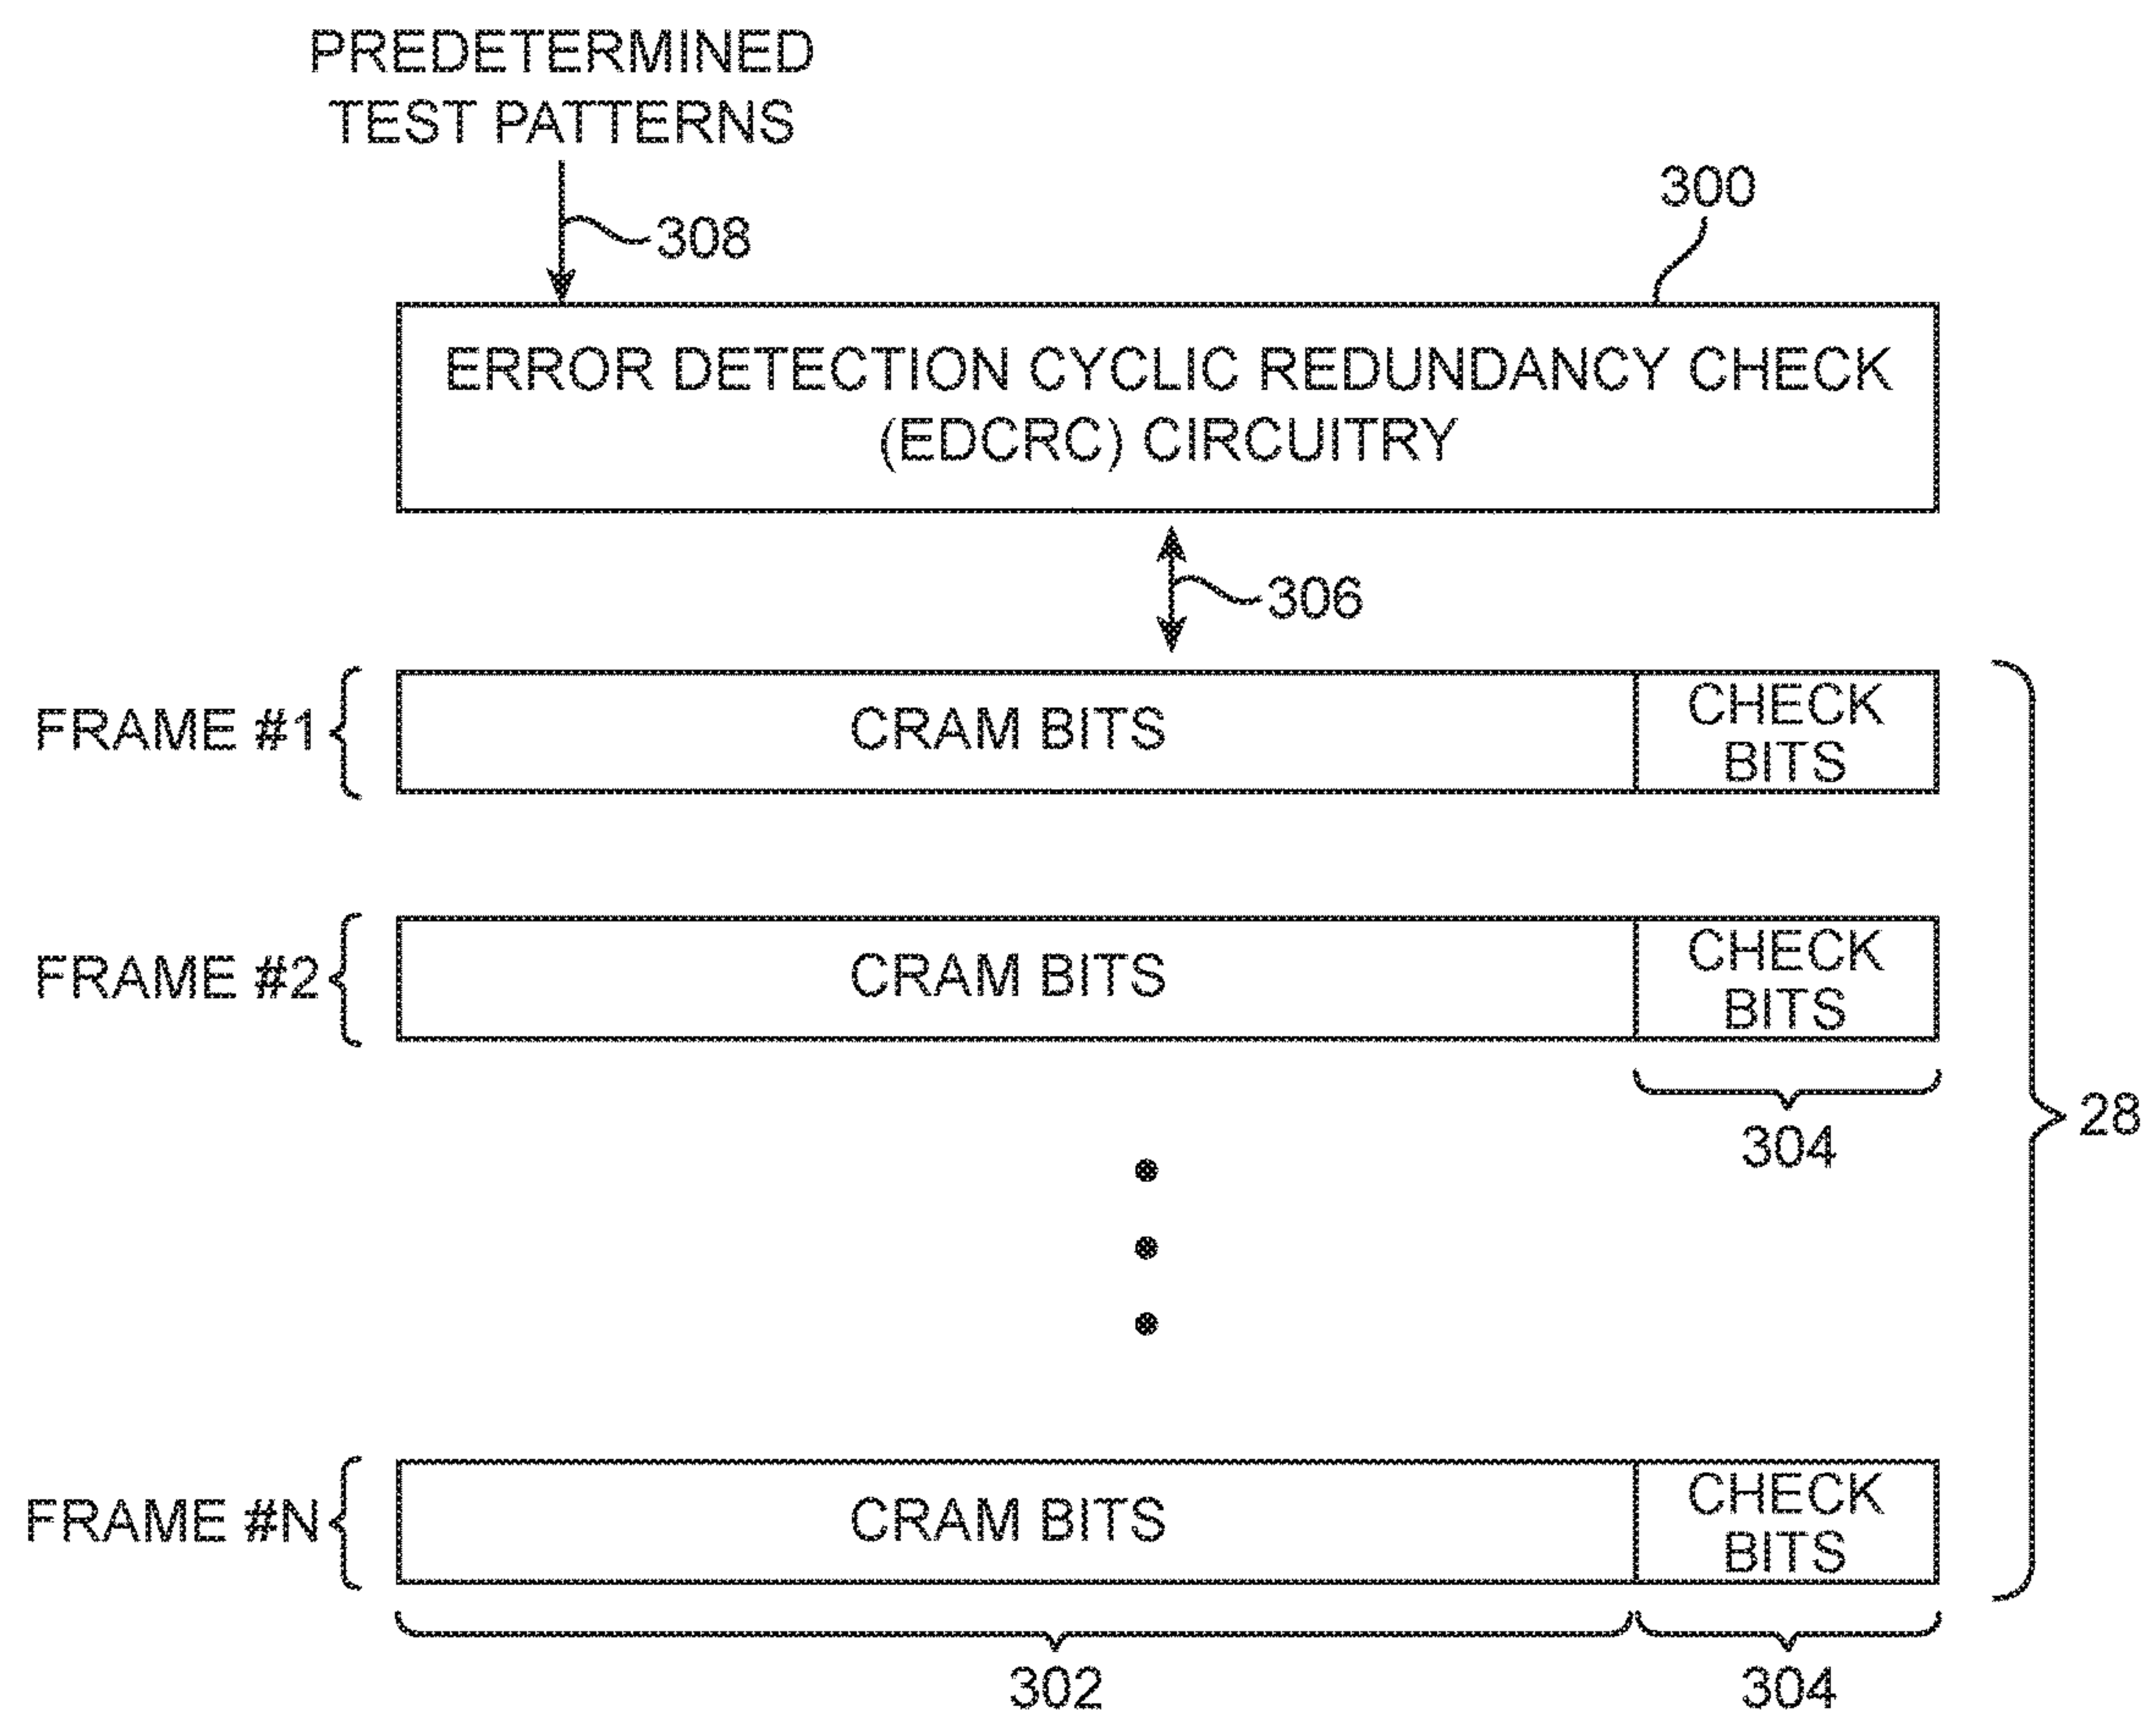 PREDETERMINED
TEST PATTERNS
308
300
ERROR DETECTION CYCLIC REDUNDANCY CHECK
(EDCRC) CIRCUITRY
306
FRAME #1
CRAM BITS
CHECK
BITS
FRAME #2
CRAM BITS
CHECK
BITS
304
28
FRAME #N
CRAM BITS
CHECK
BITS
302
304